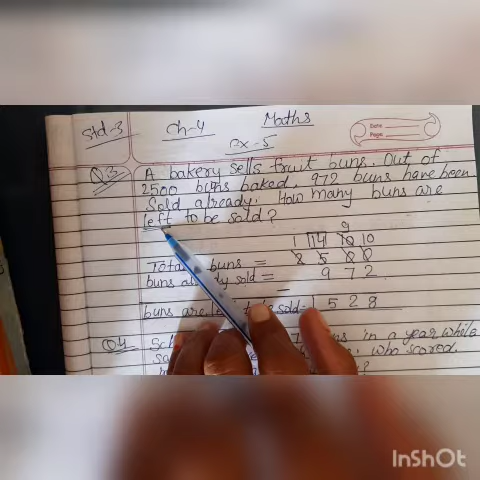 Std-3 Ch-4 Maths
Ex-5
Date
Page
Q3 A bakery sells fruit buns. Out of
2500 buns baked, 972 buns have been
sold already. How many buns are
left to be sold?
9
1 14 10 10
Total buns = 2 5 0 0
buns already sold = - 9 7 2
buns are left to be sold = 1 5 2 8
Q4 in a year while
who scored
?
InShOt